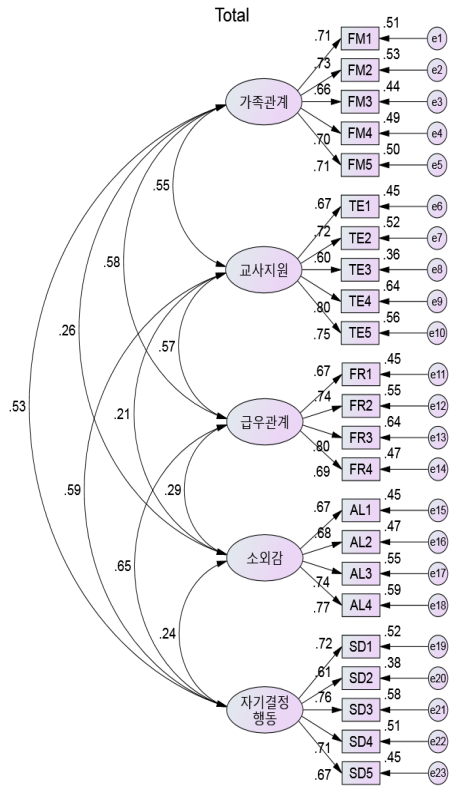 Total
.51
.71
FM1
e1
.53
.73
FM2
e2
.44
.66
FM3
e3
가족관계
.49
FM4
e4
.70
.50
FM5
e5
.71
.55
.45
.67
TE1
e6
.52
.72
TE2
e7
.58
.36
.60
TE3
e8
교사지원
.64
TE4
e9
.80
.56
TE5
e10
.75
.26
.57
.45
.67
FR1
e11
.55
.74
FR2
e12
.53
.21
급우관계
.64
FR3
e13
.80
.47
FR4
e14
.69
.59
.29
.45
.67
AL1
e15
.47
.68
AL2
e16
소외감
.65
.55
AL3
e17
.74
.59
AL4
e18
.77
.24
.52
.72
SD1
e19
.38
.61
SD2
e20
.58
.76
SD3
e21
자기결정
행동
.51
SD4
e22
.71
.45
SD5
e23
.67